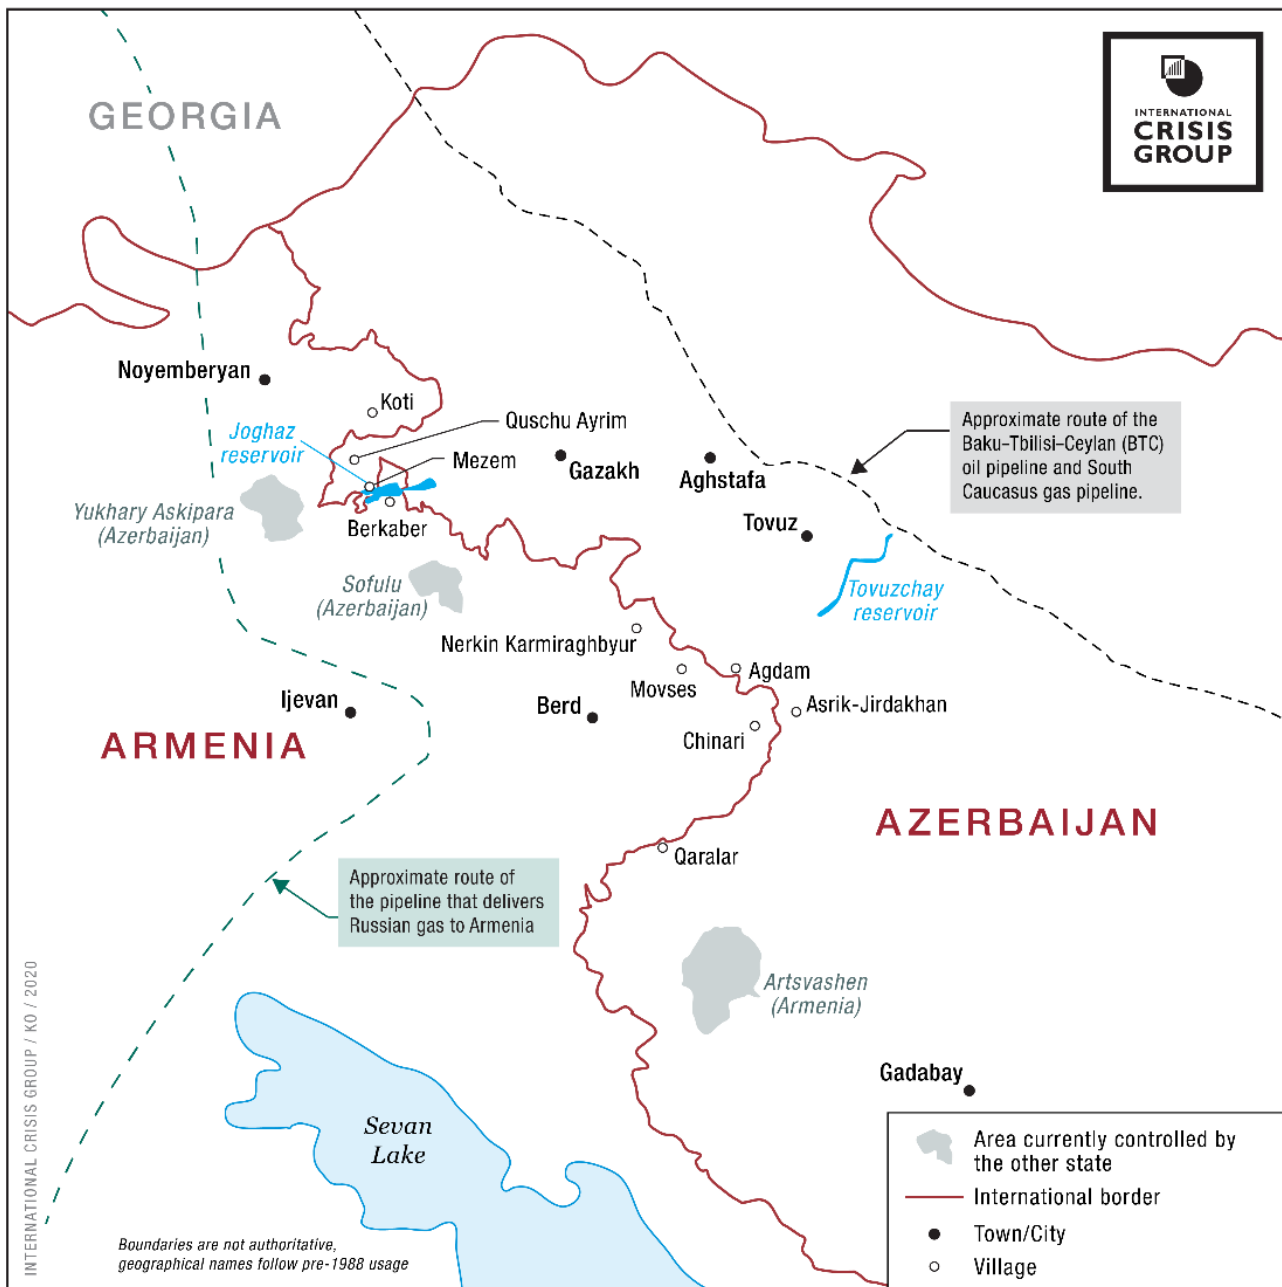 GEORGIA
INTERNATIONAL
CRISIS
GROUP
Noyemberyan
Koti
Joghaz
reservoir
Quschu Ayrim
Mezem
Gazakh
Aghstafa
Approximate route of the
Baku–Tbilisi–Ceylan (BTC)
oil pipeline and South
Caucasus gas pipeline.
Yukhary Askipara
(Azerbaijan)
Berkaber
Tovuz
Sofulu
(Azerbaijan)
Tovuzchay
reservoir
Nerkin Karmiraghbyur
Movses
Agdam
Ijevan
Berd
Asrik-Jirdakhan
Chinari
ARMENIA
AZERBAIJAN
Qaralar
Approximate route of
the pipeline that delivers
Russian gas to Armenia
Artsvashen
(Armenia)
Gadabay
Sevan
Lake
Area currently controlled by
the other state
International border
Town/City
Village
Boundaries are not authoritative,
geographical names follow pre-1988 usage
INTERNATIONAL CRISIS GROUP / KO / 2020